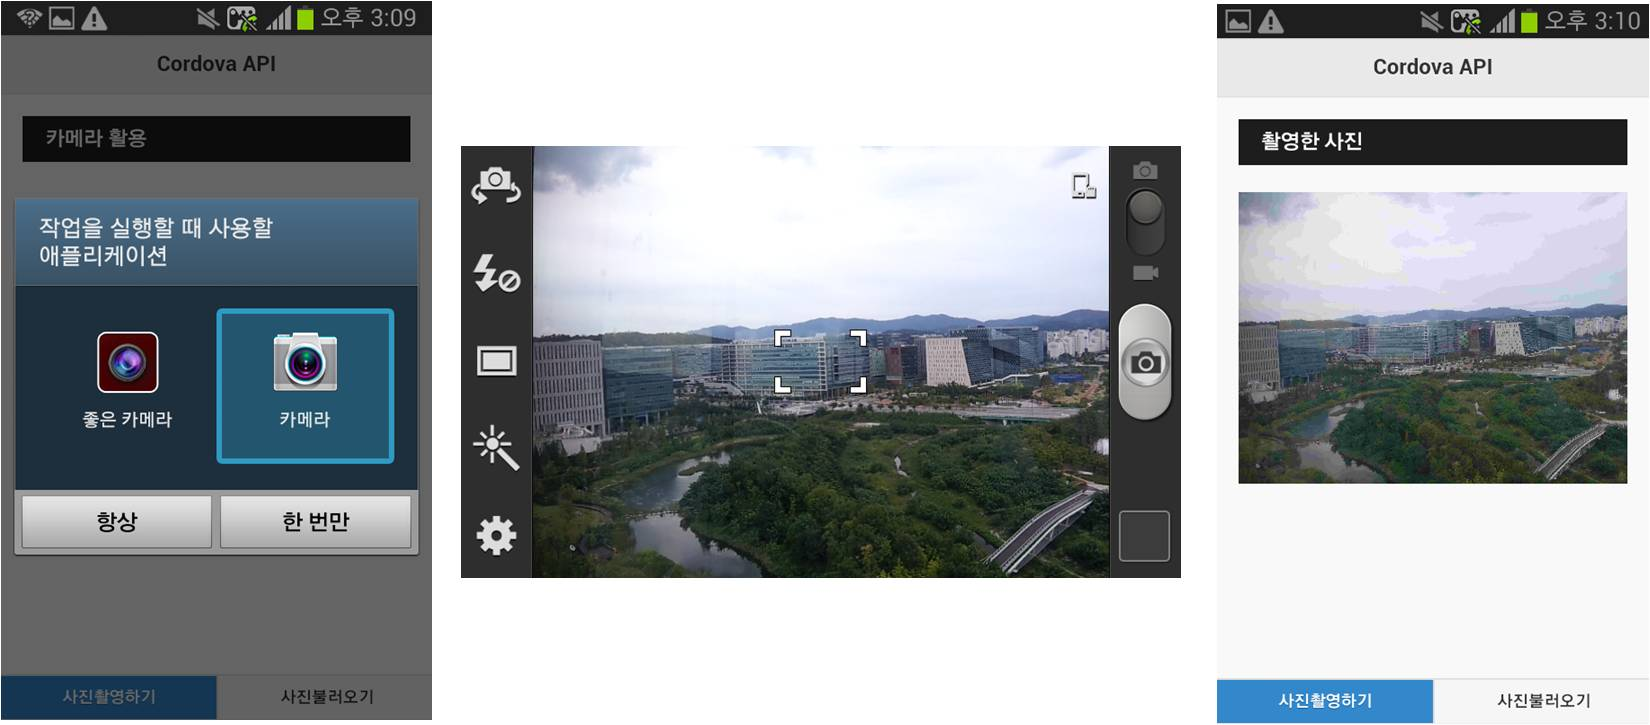 오후 3:09
Cordova API
카메라 활용
작업을 실행할 때 사용할
애플리케이션
좋은 카메라
카메라
항상
한 번만
사진촬영하기
사진불러오기
오후 3:10
Cordova API
촬영한 사진
사진촬영하기
사진불러오기